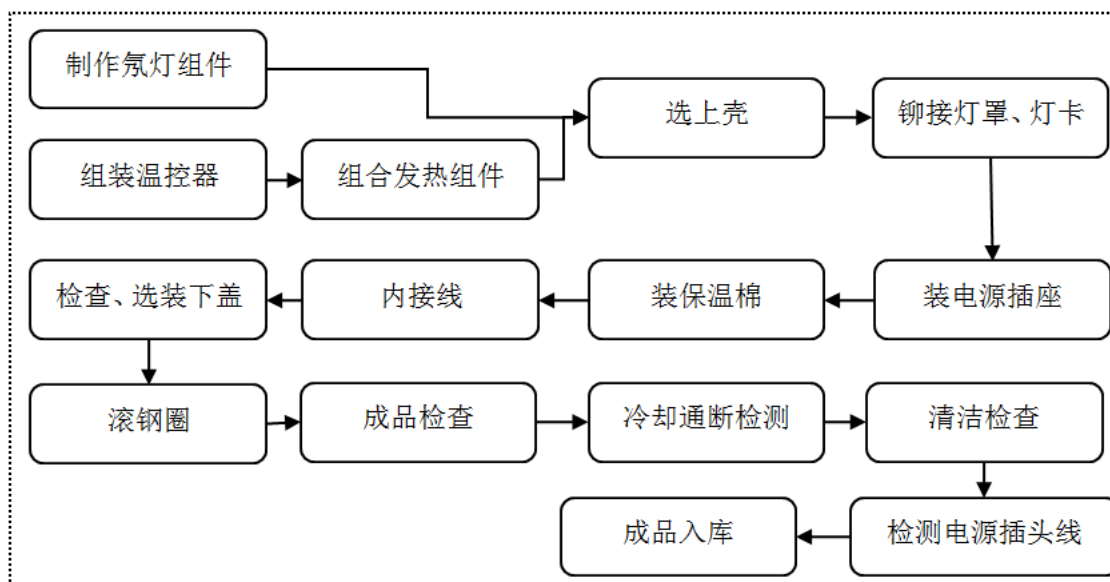 制作氖灯组件
选上壳
铆接灯罩、灯卡
组装温控器
组合发热组件
检查、选装下盖
内接线
装保温棉
装电源插座
滚钢圈
成品检查
冷却通断检测
清洁检查
成品入库
检测电源插头线